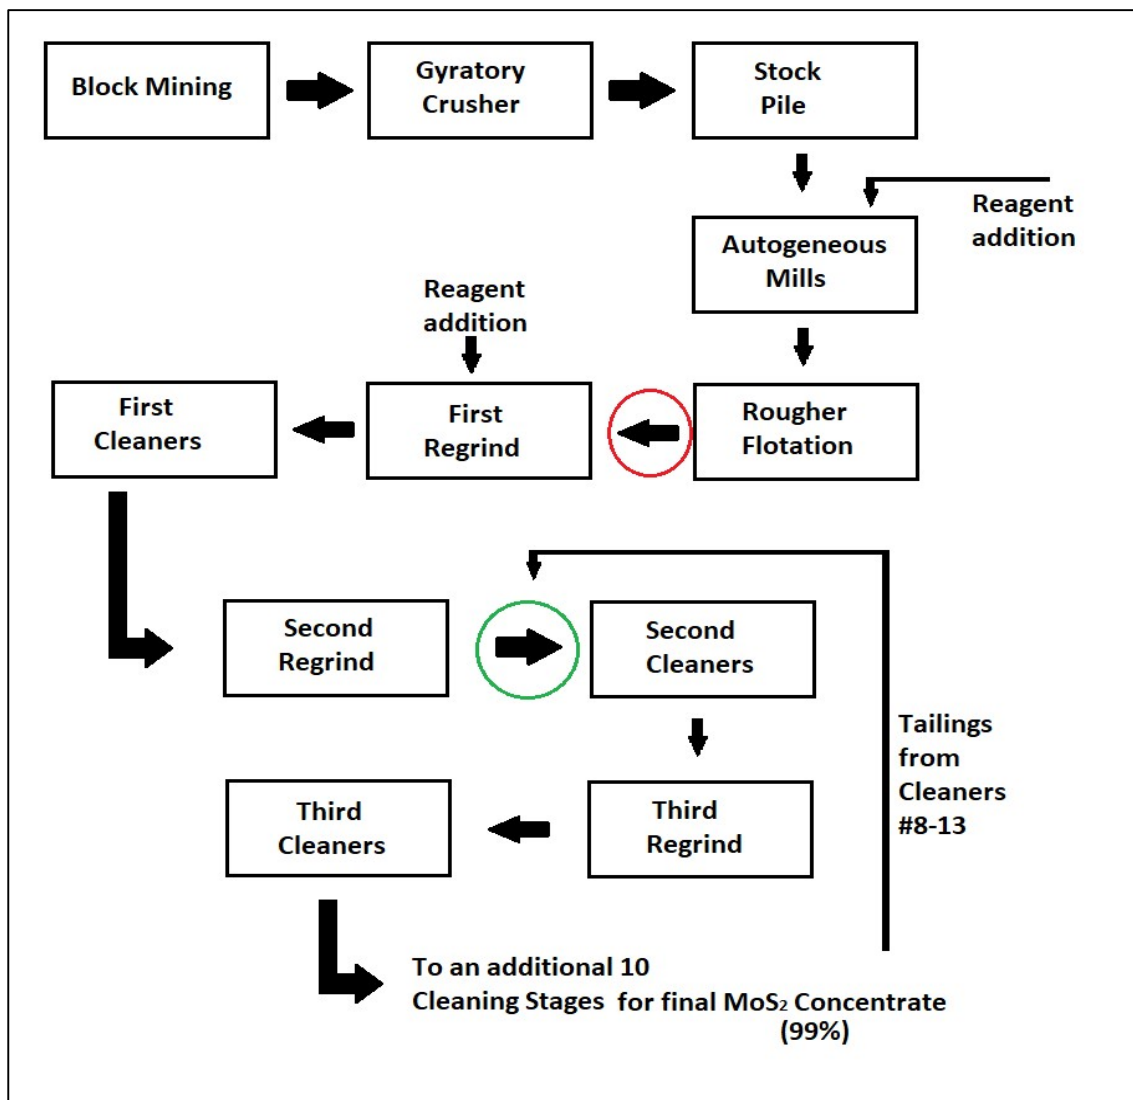 Block Mining
Gyratory
Crusher
Stock
Pile
Reagent
addition
Autogeneous
Mills
Reagent
addition
First
Cleaners
First
Regrind
Rougher
Flotation
Second
Regrind
Second
Cleaners
Tailings
from
Cleaners
#8-13
Third
Cleaners
Third
Regrind
To an additional 10
Cleaning Stages for final MoS₂ Concentrate
(99%)